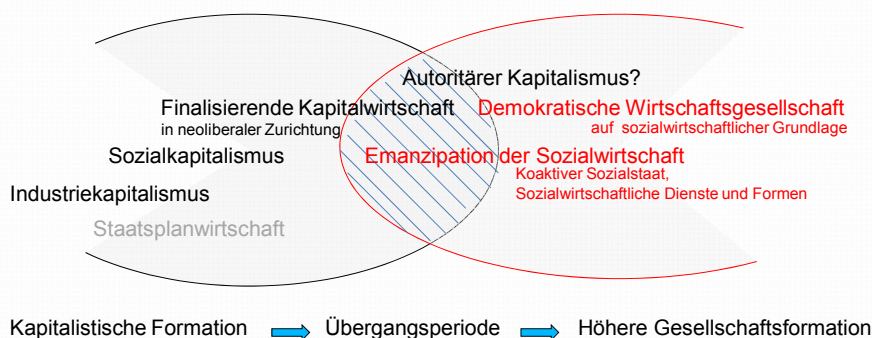 Autoritärer Kapitalismus?
Finalisierende Kapitalwirtschaft
in neoliberaler Zurichtung
Demokratische Wirtschaftsgesellschaft
auf sozialwirtschaftlicher Grundlage
Sozialkapitalismus
Emanzipation der Sozialwirtschaft
Koaktiver Sozialstaat,
Sozialwirtschaftliche Dienste und Formen
Industriekapitalismus
Staatsplanwirtschaft
Kapitalistische Formation
Übergangsperiode
Höhere Gesellschaftsformation